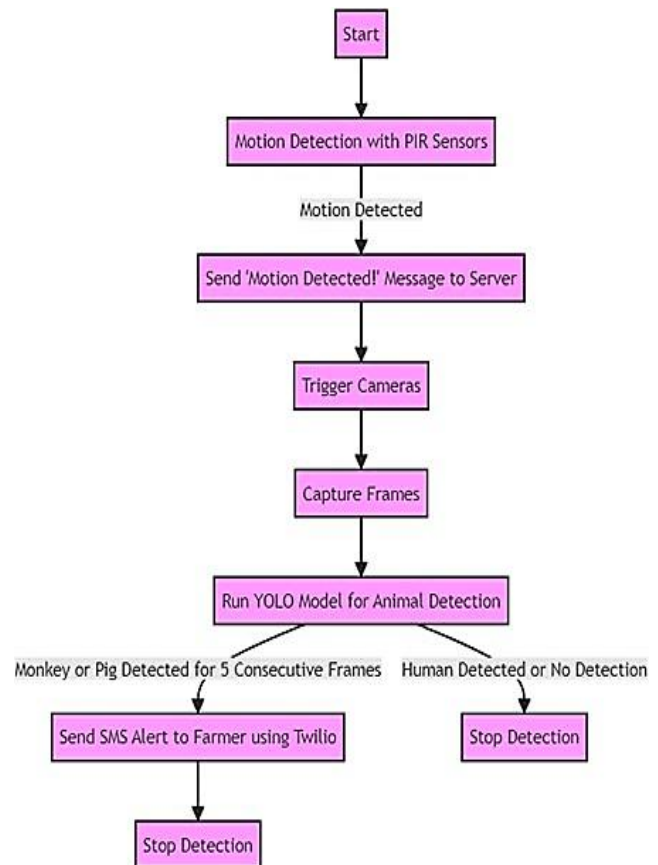 Start
Motion Detection with PIR Sensors
Motion Detected
Send 'Motion Detected!' Message to Server
Trigger Cameras
Capture Frames
Run YOLO Model for Animal Detection
Monkey or Pig Detected for 5 Consecutive Frames
Human Detected or No Detection
Send SMS Alert to Farmer using Twilio
Stop Detection
Stop Detection